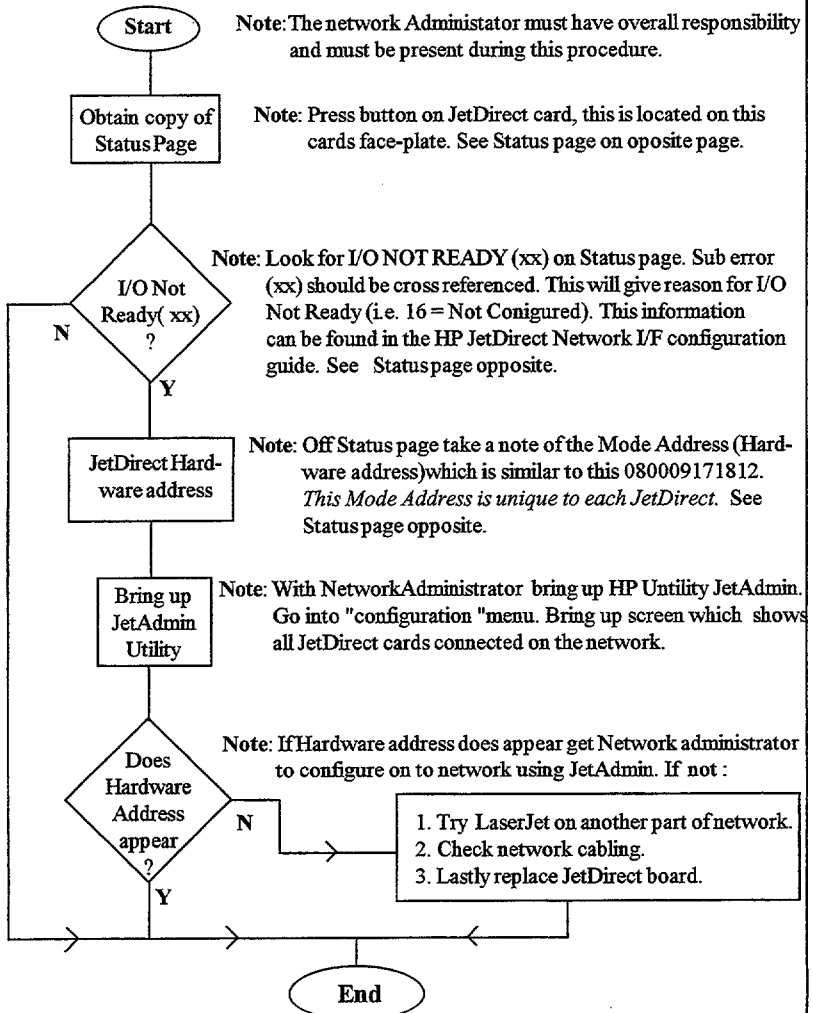 Start
Note:The network Administator must have overall responsibility
and must be present during this procedure.
Obtain copy of
Status Page
Note: Press button on JetDirect card, this is located on this
cards face-plate. See Status page on oposite page.
I/O Not
Ready( xx)
?
N
Y
Note: Look for I/O NOT READY (xx) on Status page. Sub error
(xx) should be cross referenced. This will give reason for I/O
Not Ready (i.e. 16 = Not Conigured). This information
can be found in the HP JetDirect Network I/F configuration
guide. See Status page opposite.
JetDirect Hard-
ware address
Note: Off Status page take a note of the Mode Address (Hard-
ware address)which is similar to this 080009171812.
This Mode Address is unique to each JetDirect. See
Status page opposite.
Bring up
JetAdmin
Utility
Note: With NetworkAdministrator bring up HP Untility JetAdmin.
Go into "configuration "menu. Bring up screen which shows
all JetDirect cards connected on the network.
Does
Hardware
Address
appear
?
N
Y
Note: If Hardware address does appear get Network administrator
to configure on to network using JetAdmin. If not :
1. Try LaserJet on another part of network.
2. Check network cabling.
3. Lastly replace JetDirect board.
End